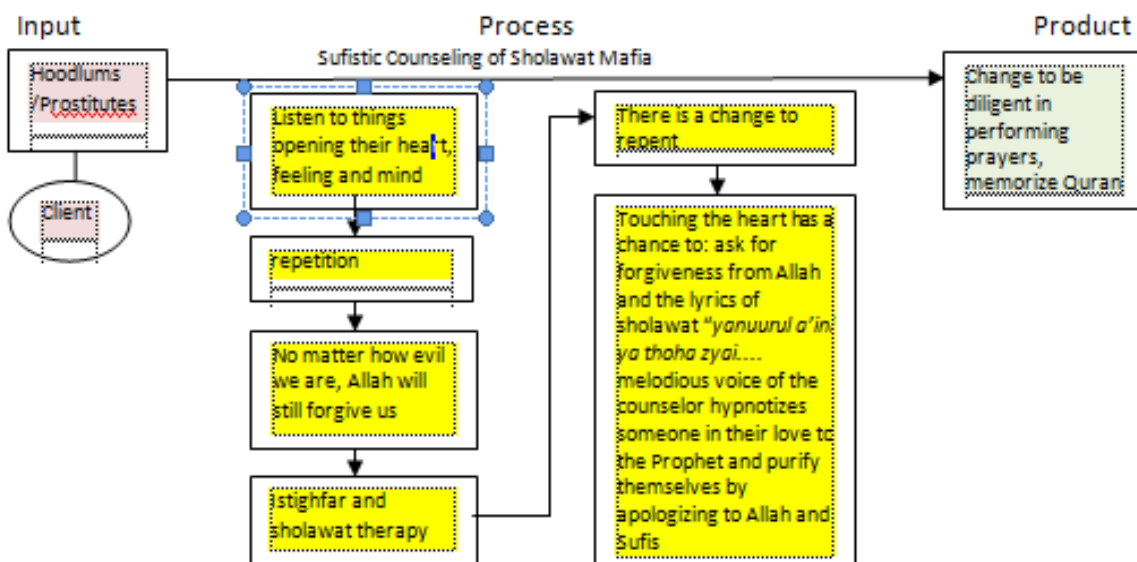 Input
Process
Product
Sufistic Counseling of Sholawat Mafia
Hoodlums
/Prostitutes
Client
Listen to things
opening their heart,
feeling and mind
repetition
No matter how evil
we are, Allah will
still forgive us
Istighfar and
sholawat therapy
There is a change to
repent
Touching the heart has a
chance to: ask for
forgiveness from Allah
and the lyrics of
sholawat “yanuurul a’in
ya thoha zyai....
melodious voice of the
counselor hypnotizes
someone in their love to
the Prophet and purify
themselves by
apologizing to Allah and
Sufis
Change to be
diligent in
performing
prayers,
memorize Quran